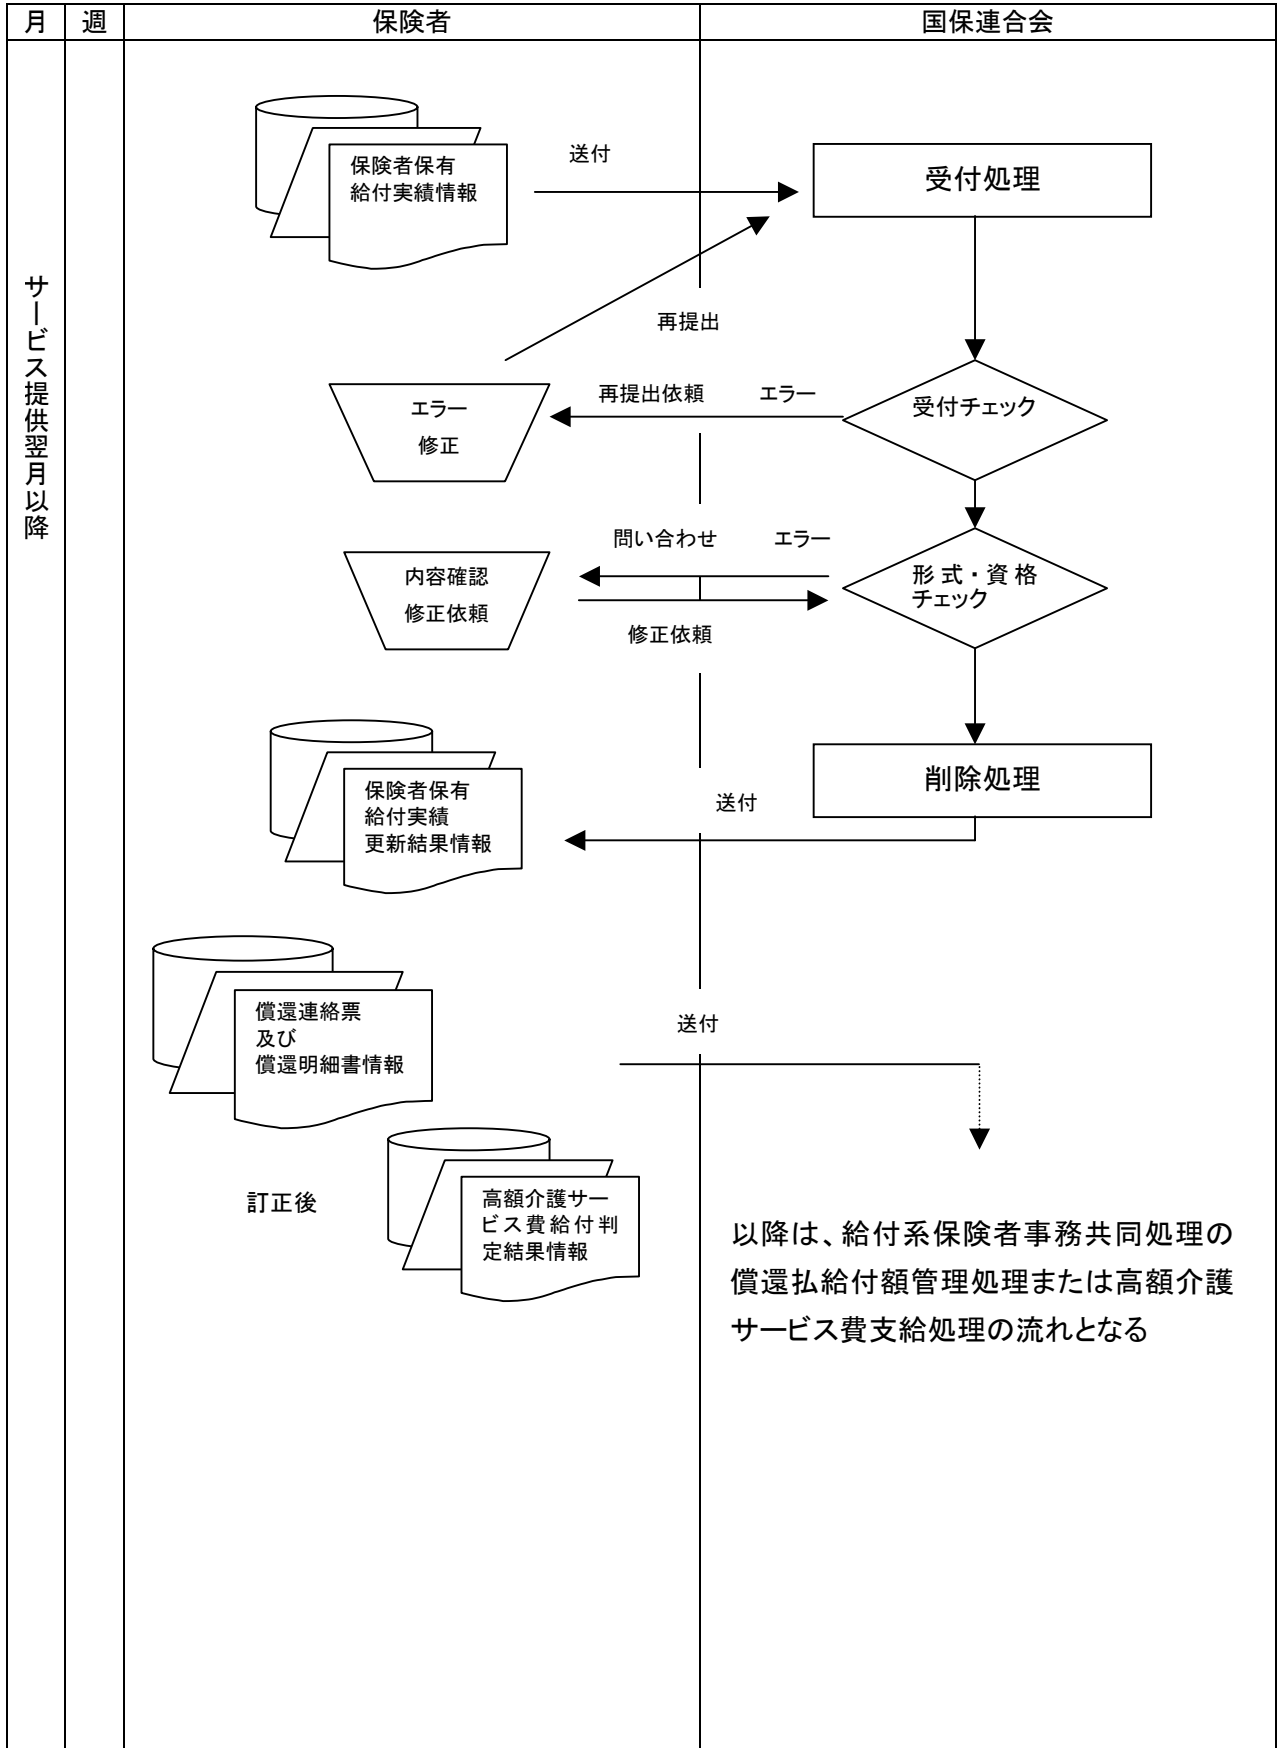 月
週
保険者
国保連合会
サービス提供翌月以降
保険者保有
給付実績情報
送付
受付処理
再提出
エラー
修正
再提出依頼
エラー
受付チェック
内容確認
修正依頼
問い合わせ
エラー
形式・資格
チェック
修正依頼
保険者保有
給付実績
更新結果情報
送付
削除処理
償還連絡票
及び
償還明細書情報
送付
訂正後
高額介護サー
ビス費給付判
定結果情報
以降は、給付系保険者事務共同処理の
償還払給付額管理処理または高額介護
サービス費支給処理の流れとなる